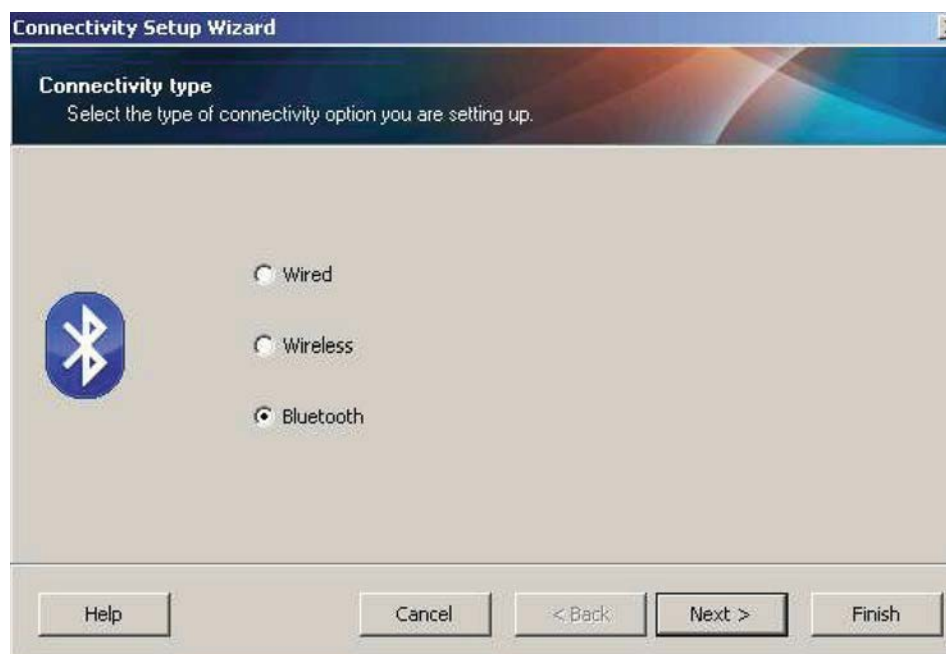 Connectivity Setup Wizard
Connectivity type
Select the type of connectivity option you are setting up.
Wired
Wireless
Bluetooth
Help Cancel < Back Next > Finish